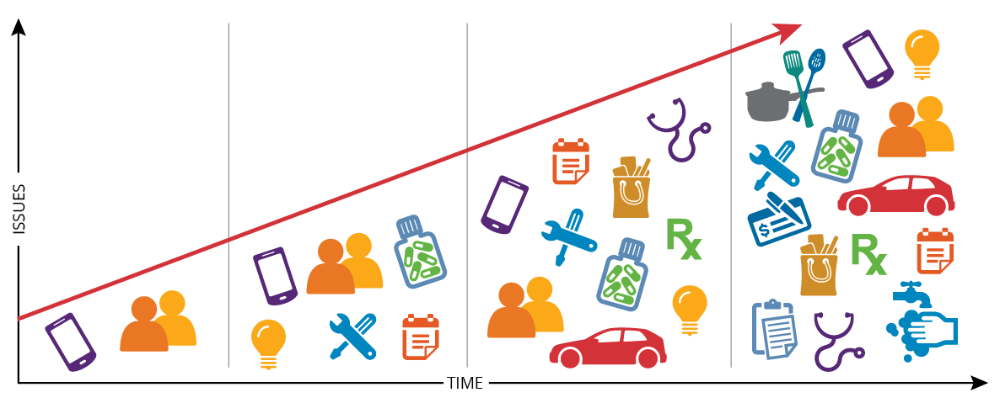 ISSUES
Rx
Rx
$
TIME